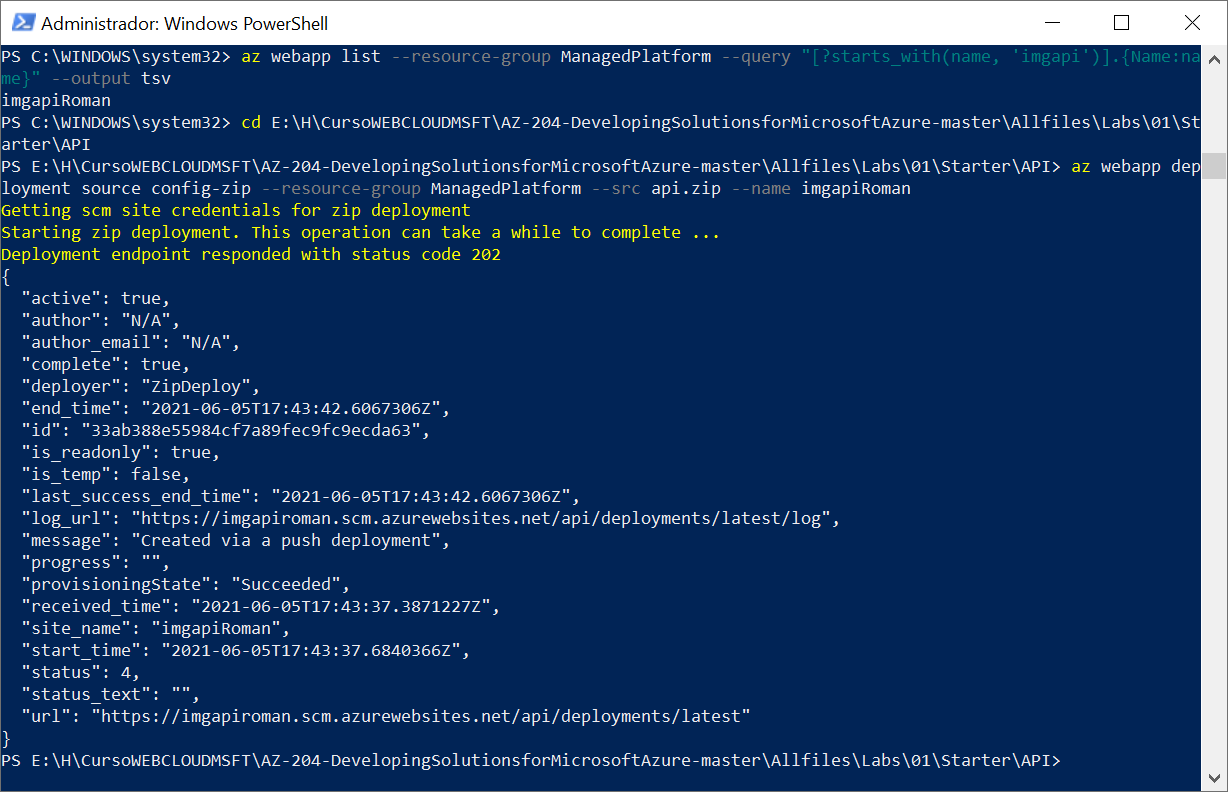 Administrador: Windows PowerShell
PS C:\WINDOWS\system32> az webapp list --resource-group ManagedPlatform --query "[?starts_with(name, 'imgapi')].{Name:na
me}" --output tsv
imgapiRoman
PS C:\WINDOWS\system32> cd E:\H\CursoWEBCLOUDMSFT\AZ-204-DevelopingSolutionsforMicrosoftAzure-master\Allfiles\Labs\01\St
arter\API
PS E:\H\CursoWEBCLOUDMSFT\AZ-204-DevelopingSolutionsforMicrosoftAzure-master\Allfiles\Labs\01\Starter\API> az webapp dep
loyment source config-zip --resource-group ManagedPlatform --src api.zip --name imgapiRoman
Getting scm site credentials for zip deployment
Starting zip deployment. This operation can take a while to complete ...
Deployment endpoint responded with status code 202
{
  "active": true,
  "author": "N/A",
  "author_email": "N/A",
  "complete": true,
  "deployer": "ZipDeploy",
  "end_time": "2021-06-05T17:43:42.6067306Z",
  "id": "33ab388e55984cf7a89fec9fc9ecda63",
  "is_readonly": true,
  "is_temp": false,
  "last_success_end_time": "2021-06-05T17:43:42.6067306Z",
  "log_url": "https://imgapiroman.scm.azurewebsites.net/api/deployments/latest/log",
  "message": "Created via a push deployment",
  "progress": "",
  "provisioningState": "Succeeded",
  "received_time": "2021-06-05T17:43:37.3871227Z",
  "site_name": "imgapiRoman",
  "start_time": "2021-06-05T17:43:37.6840366Z",
  "status": 4,
  "status_text": "",
  "url": "https://imgapiroman.scm.azurewebsites.net/api/deployments/latest"
}
PS E:\H\CursoWEBCLOUDMSFT\AZ-204-DevelopingSolutionsforMicrosoftAzure-master\Allfiles\Labs\01\Starter\API>